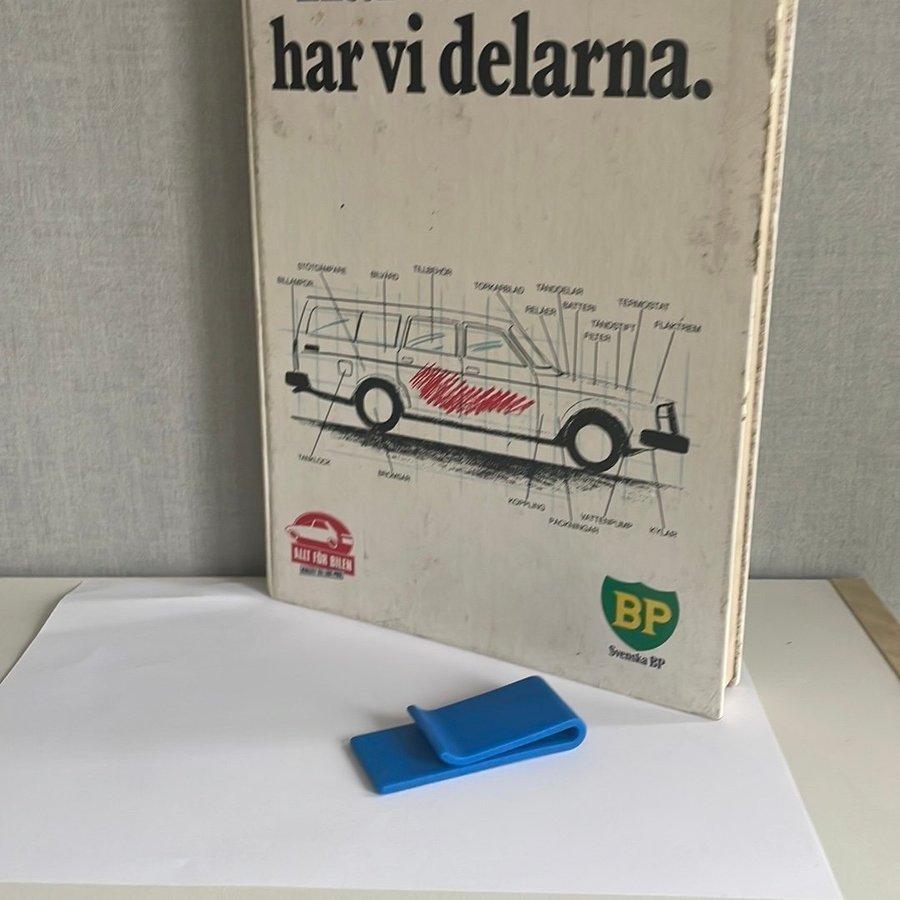 har vi delarna.
STÖTDÄMPARE
BILLAMPOR
BILVÅRD
TILLBEHÖR
TORKARBLAD
TÄNDDELAR
RELÄER
BATTERI
TERMOSTAT
TÄNDSTIFT
FLÄKTREM
FILTER
TANKLOCK
BROMSAR
KOPPLING
PACKNINGAR
VATTENPUMP
KYLAR
ALLT FÖR BILEN
BP
Svenska BP